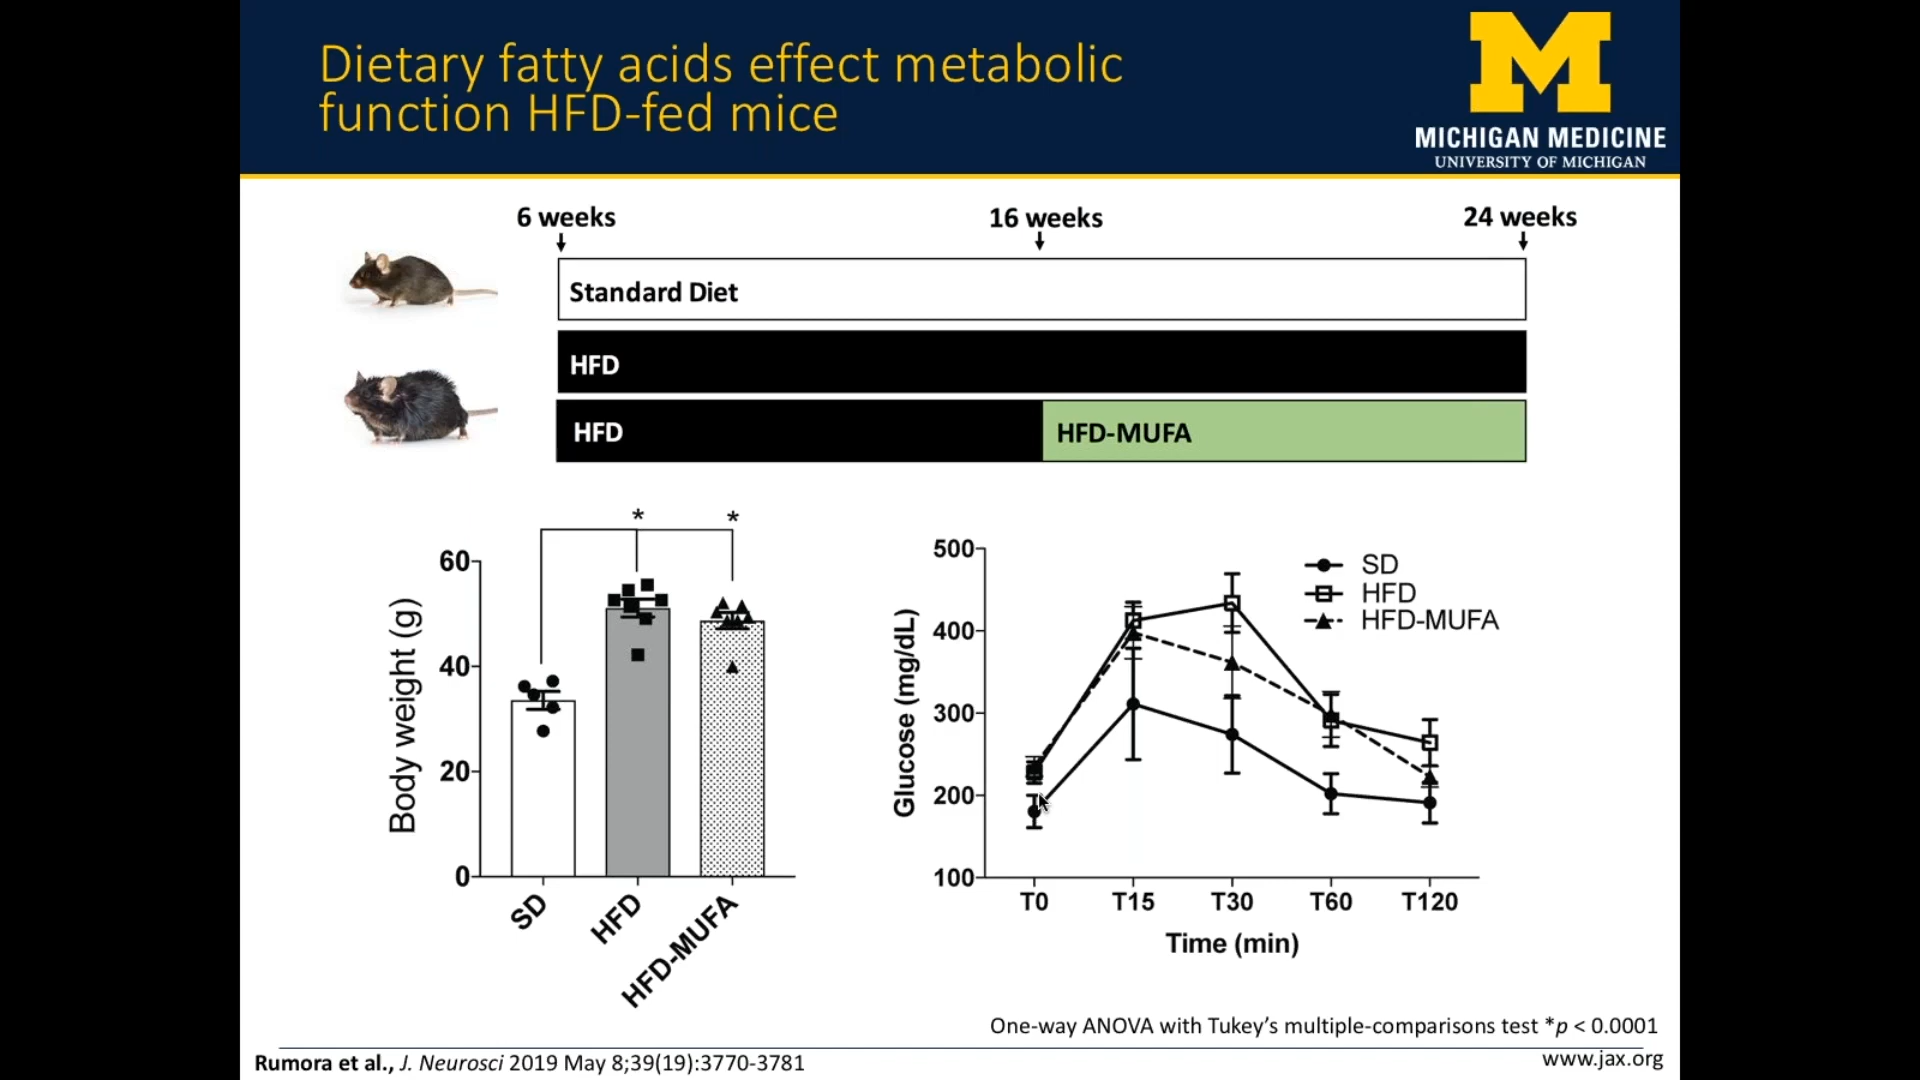 Dietary fatty acids effect metabolic
function HFD-fed mice
M
MICHIGAN MEDICINE
UNIVERSITY OF MICHIGAN
6 weeks
16 weeks
24 weeks
Standard Diet
HFD
HFD
HFD-MUFA
*
*
60
40
20
0
Body weight (g)
SD
HFD
HFD-MUFA
500
400
300
200
100
Glucose (mg/dL)
SD
HFD
HFD-MUFA
T0
T15
T30
T60
T120
Time (min)
One-way ANOVA with Tukey’s multiple-comparisons test *p < 0.0001
Rumora et al., J. Neurosci 2019 May 8;39(19):3770-3781
www.jax.org